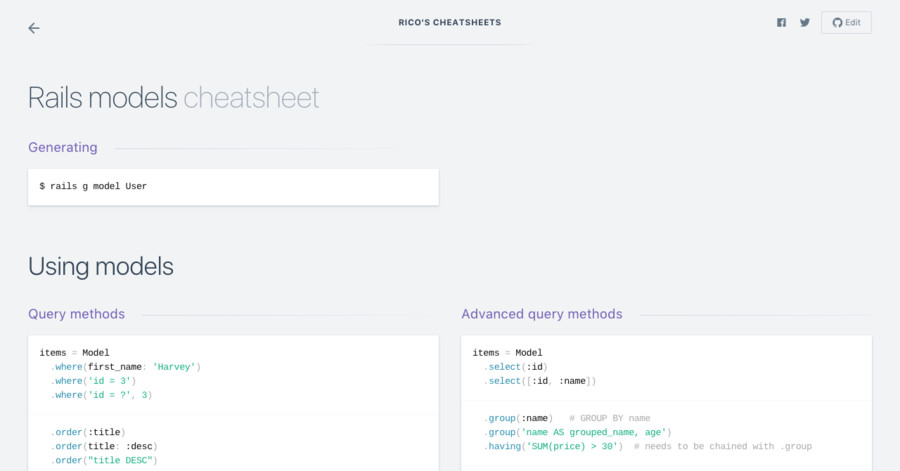 RICO'S CHEATSHEETS
Edit
Rails models cheatsheet
Generating
$ rails g model User
Using models
Query methods
items = Model
.where(first_name: 'Harvey')
.where('id = 3')
.where('id = ?', 3)
.order(:title)
.order(title: :desc)
.order("title DESC")
Advanced query methods
items = Model
.select(:id)
.select([:id, :name])
.group(:name)   # GROUP BY name
.group('name AS grouped_name, age')
.having('SUM(price) > 30')  # needs to be chained with .group